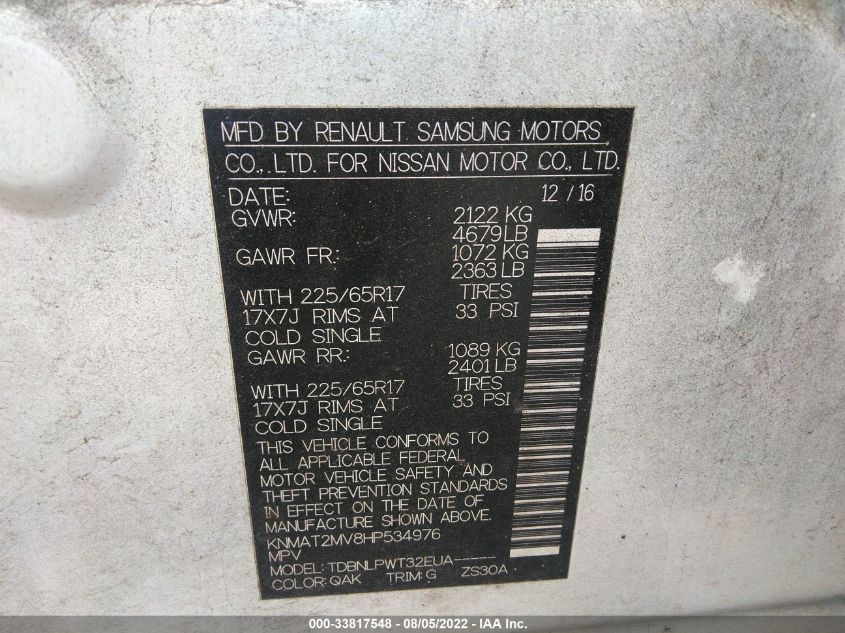 MFD BY RENAULT SAMSUNG MOTORS
CO., LTD. FOR NISSAN MOTOR CO., LTD.
DATE: 12 / 16
GVWR: 2122 KG
4679LB
GAWR FR.: 1072 KG
2363 LB
WITH 225/65R17 TIRES
17X7J RIMS AT 33 PSI
COLD SINGLE
GAWR RR.: 1089 KG
2401 LB
WITH 225/65R17 TIRES
17X7J RIMS AT 33 PSI
COLD SINGLE
THIS VEHICLE CONFORMS TO
ALL APPLICABLE FEDERAL
MOTOR VEHICLE SAFETY AND
THEFT PREVENTION STANDARDS
IN EFFECT ON THE DATE OF
MANUFACTURE SHOWN ABOVE.
KNMAT2MV8HP534976
MPV
MODEL: TDBNLPWT32EUA-----
COLOR: QAK TRIM: G ZS30A
000-33817548 - 08/05/2022 - IAA Inc.